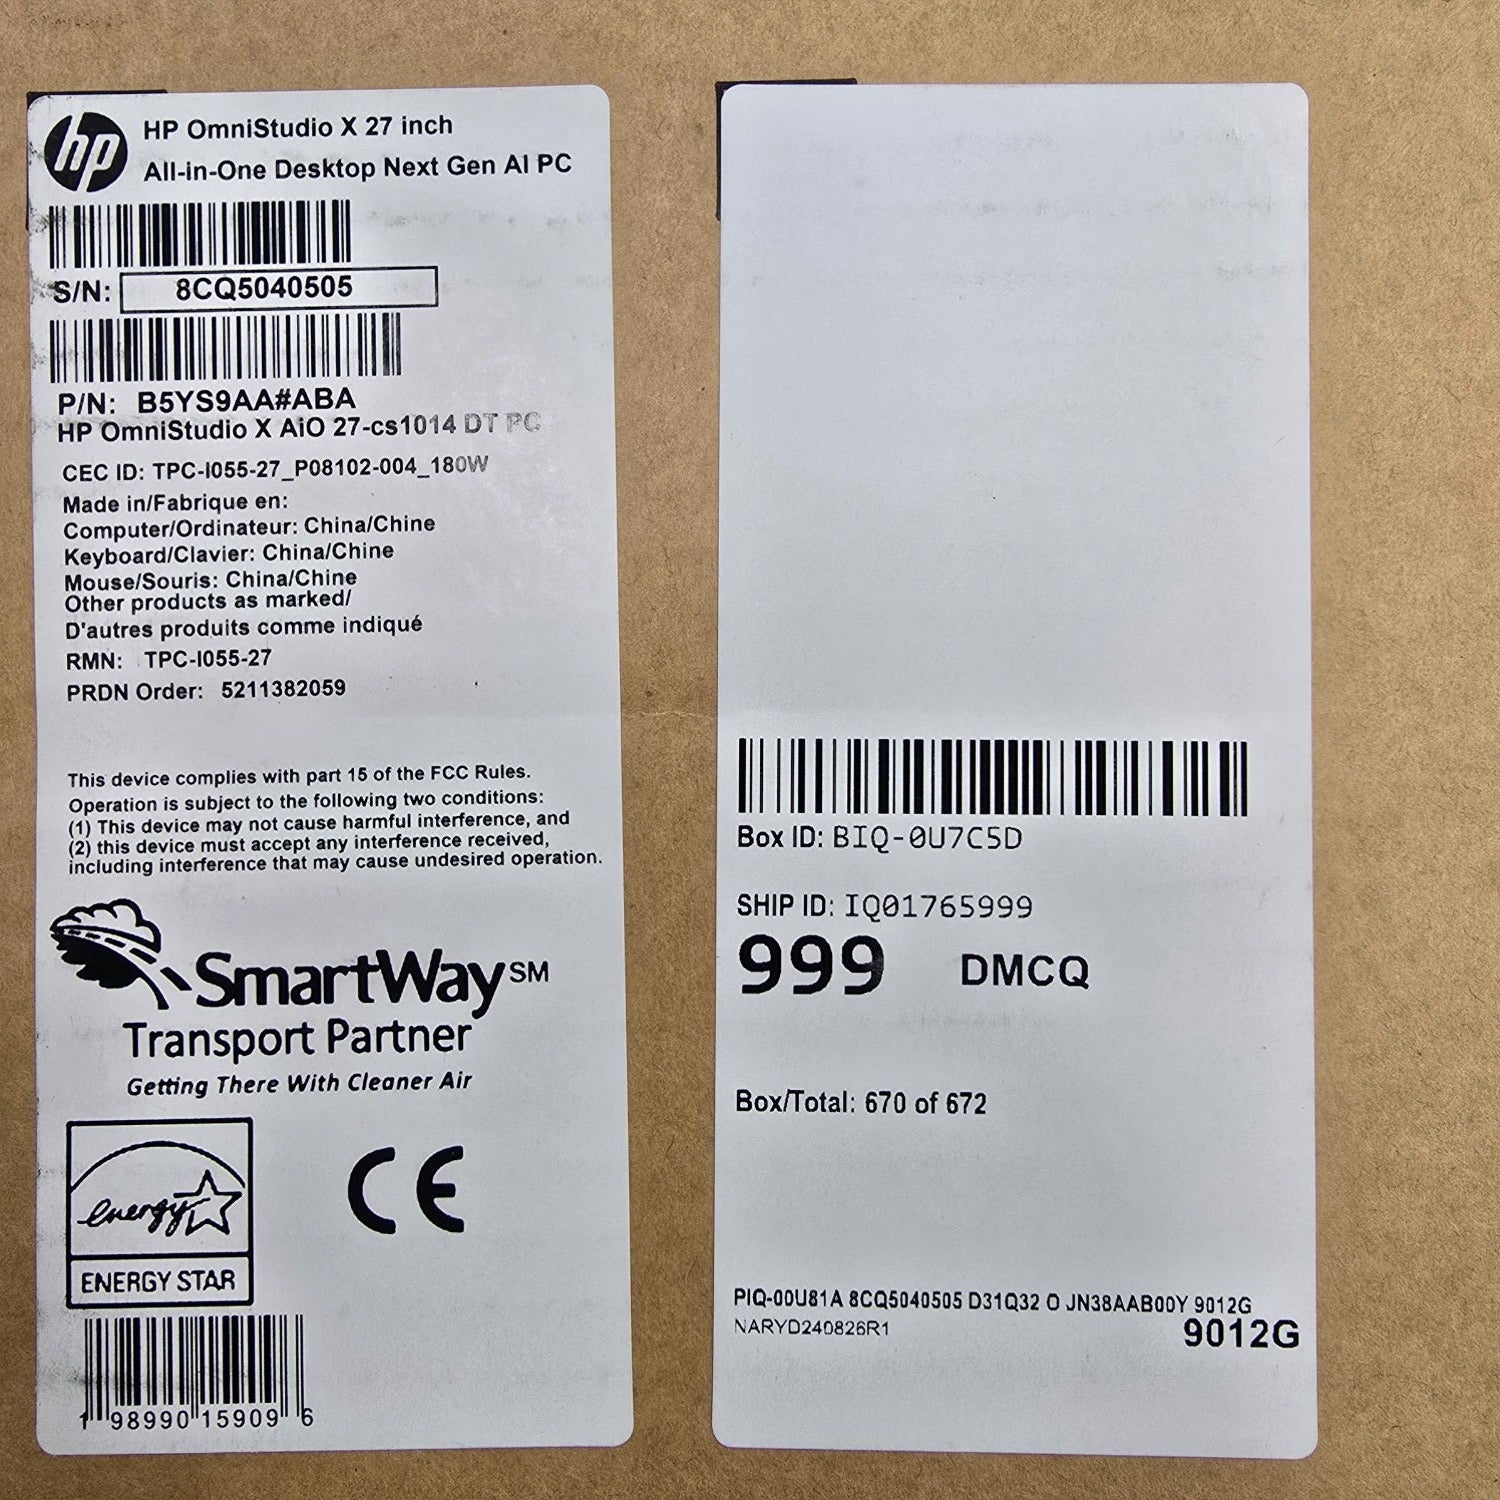 hp
HP OmniStudio X 27 inch
All-in-One Desktop Next Gen AI PC
S/N: 8CQ5040505
P/N: B5YS9AA#ABA
HP OmniStudio X AiO 27-cs1014 DT PC
CEC ID: TPC-I055-27_P08102-004_180W
Made in/Fabrique en:
Computer/Ordinateur: China/Chine
Keyboard/Clavier: China/Chine
Mouse/Souris: China/Chine
Other products as marked/
D'autres produits comme indiqué
RMN: TPC-I055-27
PRDN Order: 5211382059
This device complies with part 15 of the FCC Rules.
Operation is subject to the following two conditions:
(1) This device may not cause harmful interference, and
(2) this device must accept any interference received,
including interference that may cause undesired operation.
SmartWay℠
Transport Partner
Getting There With Cleaner Air
energy
ENERGY STAR
CE
1 98990 15909 6
Box ID: BIQ-0U7C5D
SHIP ID: IQ01765999
999 DMCQ
Box/Total: 670 of 672
PIQ-00U81A 8CQ5040505 D31Q32 O JN38AAB00Y 9012G
NARYD240826R1
9012G